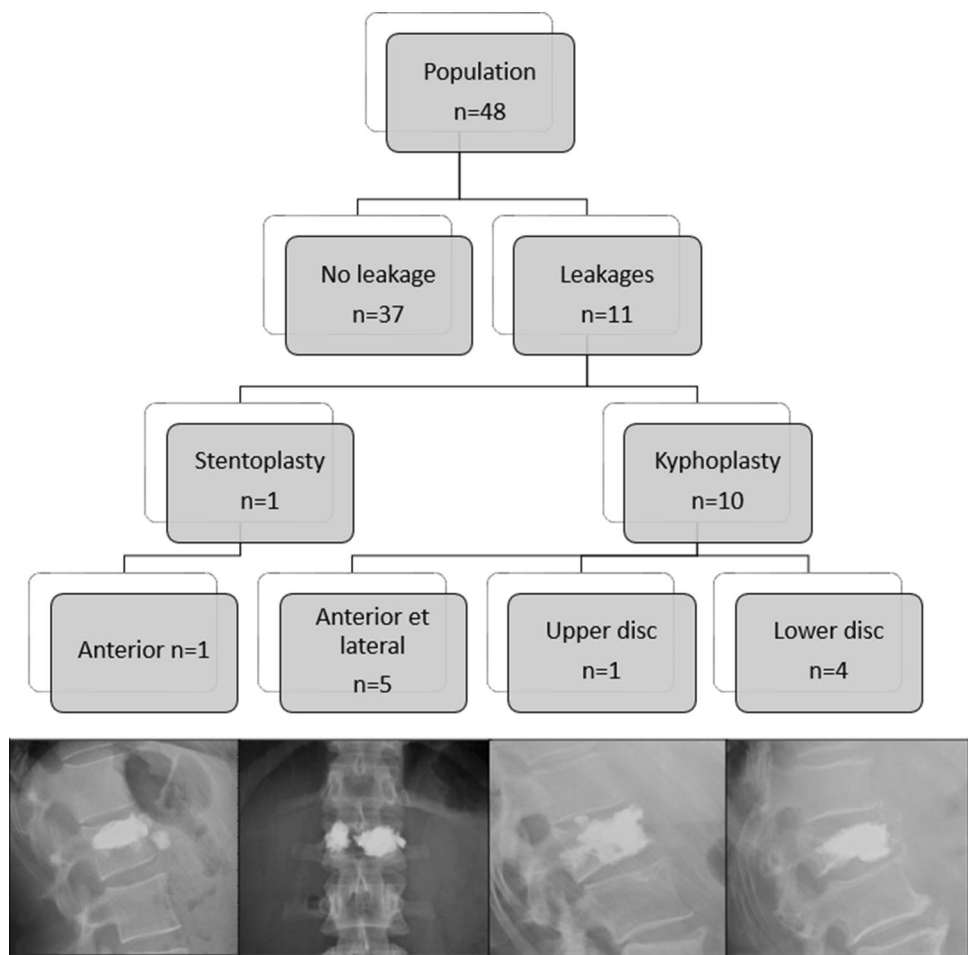 Population
n=48
No leakage
n=37
Leakages
n=11
Stentoplasty
n=1
Kyphoplasty
n=10
Anterior n=1
Anterior et
lateral
n=5
Upper disc
n=1
Lower disc
n=4